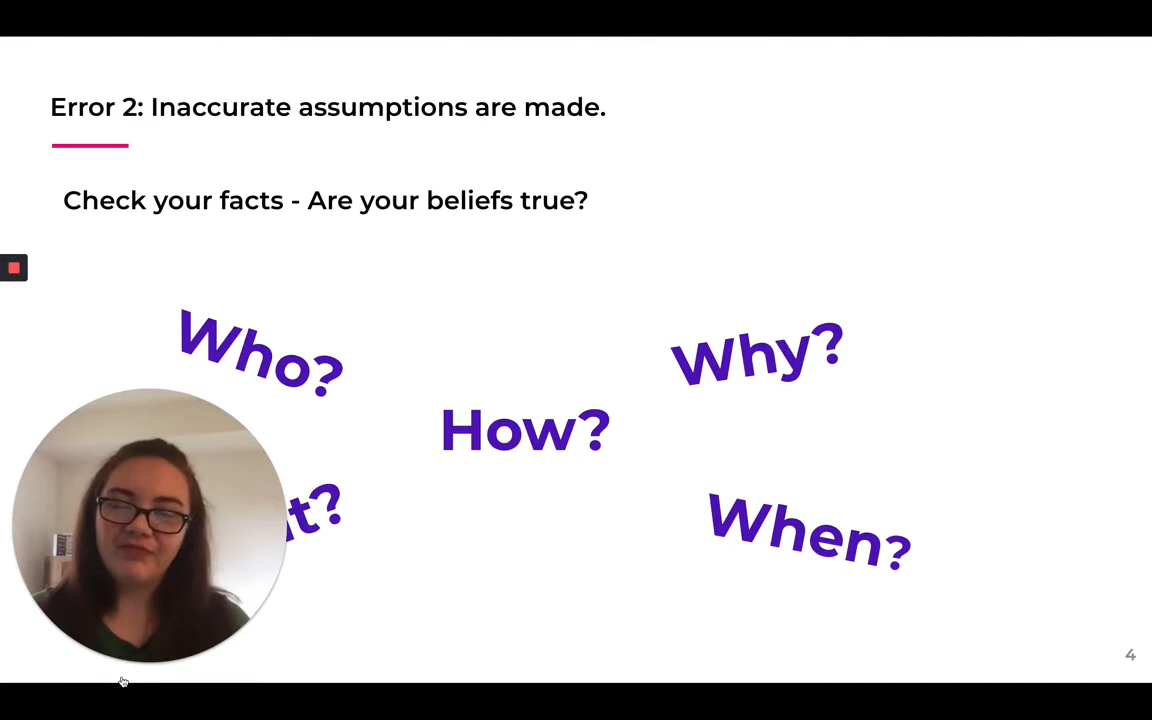 Error 2: Inaccurate assumptions are made.
Check your facts - Are your beliefs true?
Who?
Why?
How?
When?
4